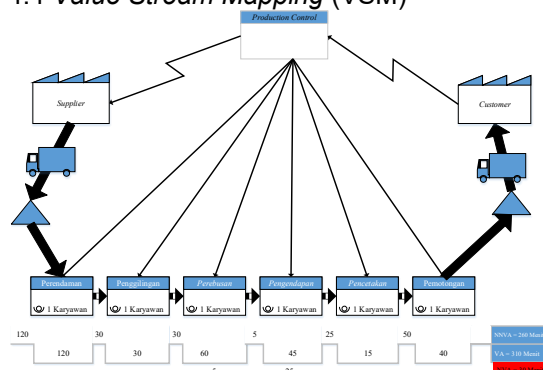 Value Stream Mapping (VSM)
Production Control
Supplier
Customer
Perendaman
1 Karyawan
Penggilingan
1 Karyawan
Perebusan
1 Karyawan
Pengendapan
1 Karyawan
Pencetakan
1 Karyawan
Pemotongan
1 Karyawan
120 30 30 5 25 50
NNVA = 260 Menit
120 30 60 45 15 40
VA = 310 Menit